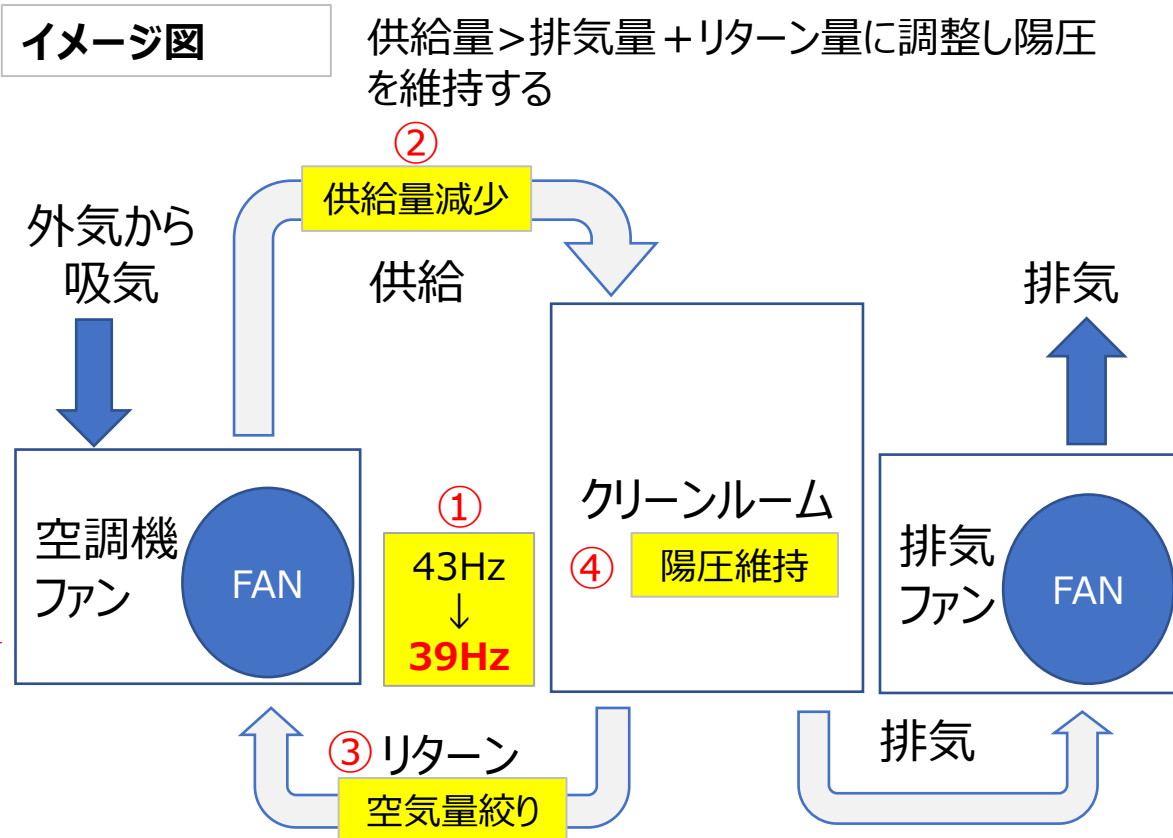 イメージ図
供給量>排気量+リターン量に調整し陽圧
を維持する
②
供給量減少
外気から
吸気
供給
排気
空調機
ファン
FAN
①
43Hz
↓
39Hz
クリーンルーム
④
陽圧維持
排気
ファン
FAN
③リターン
空気量絞り
排気